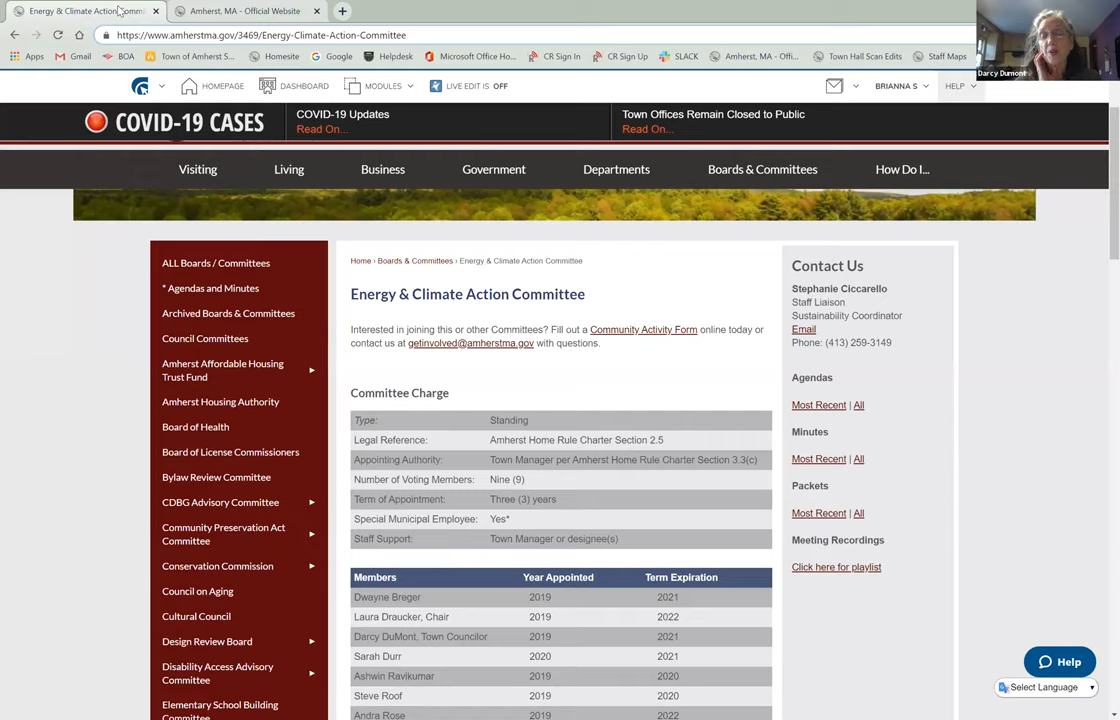 Energy & Climate Action Commi
Amherst, MA - Official Website
https://www.amherstma.gov/3469/Energy-Climate-Action-Committee
Apps Gmail BOA Town of Amherst S... Homesite Google Helpdesk Microsoft Office Ho... CR Sign In CR Sign Up SLACK Amherst, MA - Offi... Town Hall Scan Edits Staff Maps
Darcy Dumont
HOMEPAGE DASHBOARD MODULES LIVE EDIT IS OFF BRIANNA S HELP
COVID-19 CASES
COVID-19 Updates
Read On...
Town Offices Remain Closed to Public
Read On...
Visiting Living Business Government Departments Boards & Committees How Do I...
ALL Boards / Committees
* Agendas and Minutes
Archived Boards & Committees
Council Committees
Amherst Affordable Housing
Trust Fund
Amherst Housing Authority
Board of Health
Board of License Commissioners
Bylaw Review Committee
CDBG Advisory Committee
Community Preservation Act
Committee
Conservation Commission
Council on Aging
Cultural Council
Design Review Board
Disability Access Advisory
Committee
Elementary School Building
Committee
Home › Boards & Committees › Energy & Climate Action Committee
Energy & Climate Action Committee
Interested in joining this or other Committees? Fill out a Community Activity Form online today or
contact us at getinvolved@amherstma.gov with questions.
Committee Charge
Type: Standing
Legal Reference: Amherst Home Rule Charter Section 2.5
Appointing Authority: Town Manager per Amherst Home Rule Charter Section 3.3(c)
Number of Voting Members: Nine (9)
Term of Appointment: Three (3) years
Special Municipal Employee: Yes*
Staff Support: Town Manager or designee(s)
Members Year Appointed Term Expiration
Dwayne Breger 2019 2021
Laura Draucker, Chair 2019 2022
Darcy DuMont, Town Councilor 2019 2021
Sarah Durr 2020 2021
Ashwin Ravikumar 2019 2020
Steve Roof 2019 2020
Andra Rose 2019 2022
Contact Us
Stephanie Ciccarello
Staff Liaison
Sustainability Coordinator
Email
Phone: (413) 259-3149
Agendas
Most Recent | All
Minutes
Most Recent | All
Packets
Most Recent | All
Meeting Recordings
Click here for playlist
Help
Select Language